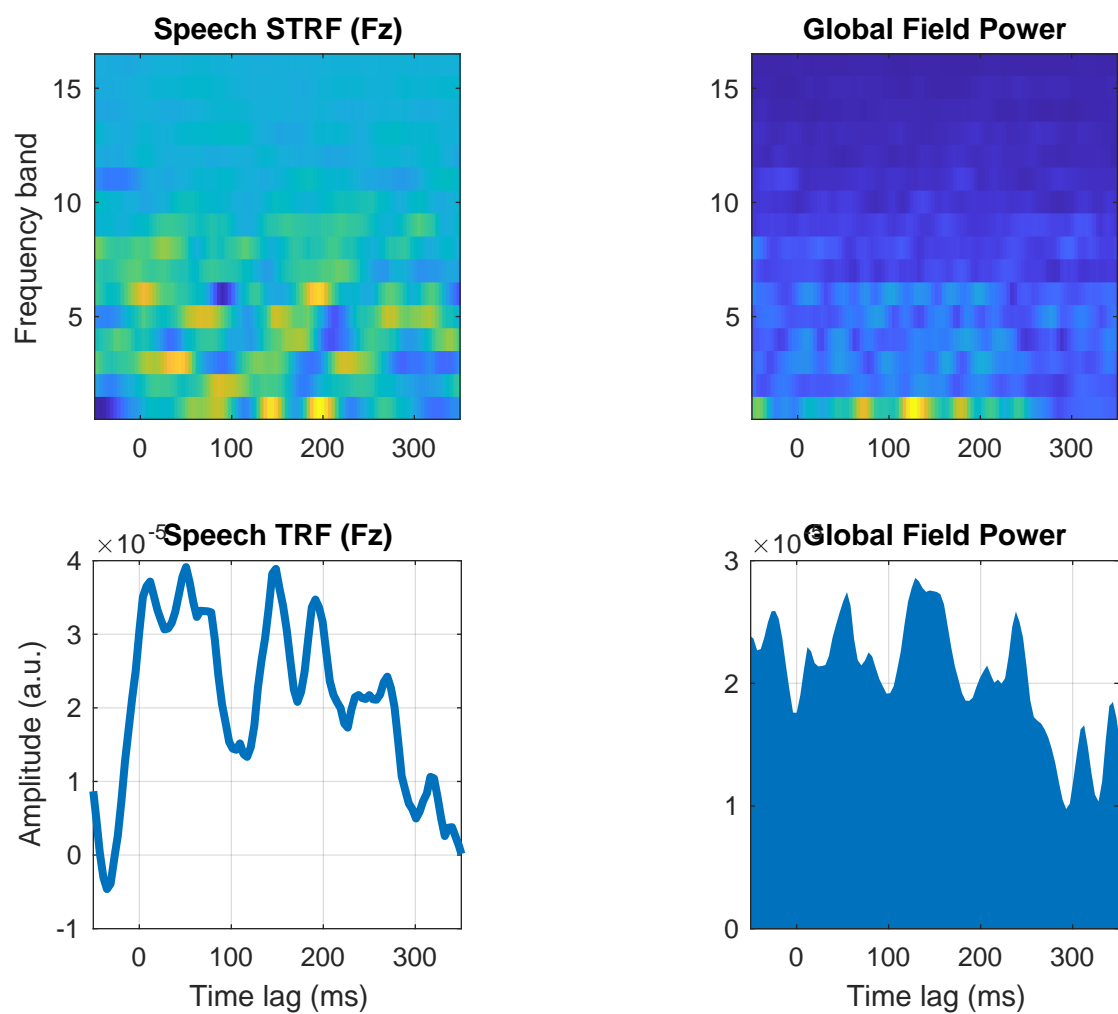 Speech STRF (Fz)
Frequency band
15
10
5
0 100 200 300
Global Field Power
15
10
5
0 100 200 300
Speech TRF (Fz)
×10⁻⁵
Amplitude (a.u.)
4
3
2
1
0
-1
0 100 200 300
Time lag (ms)
Global Field Power
×10⁻⁵
3
2
1
0
0 100 200 300
Time lag (ms)